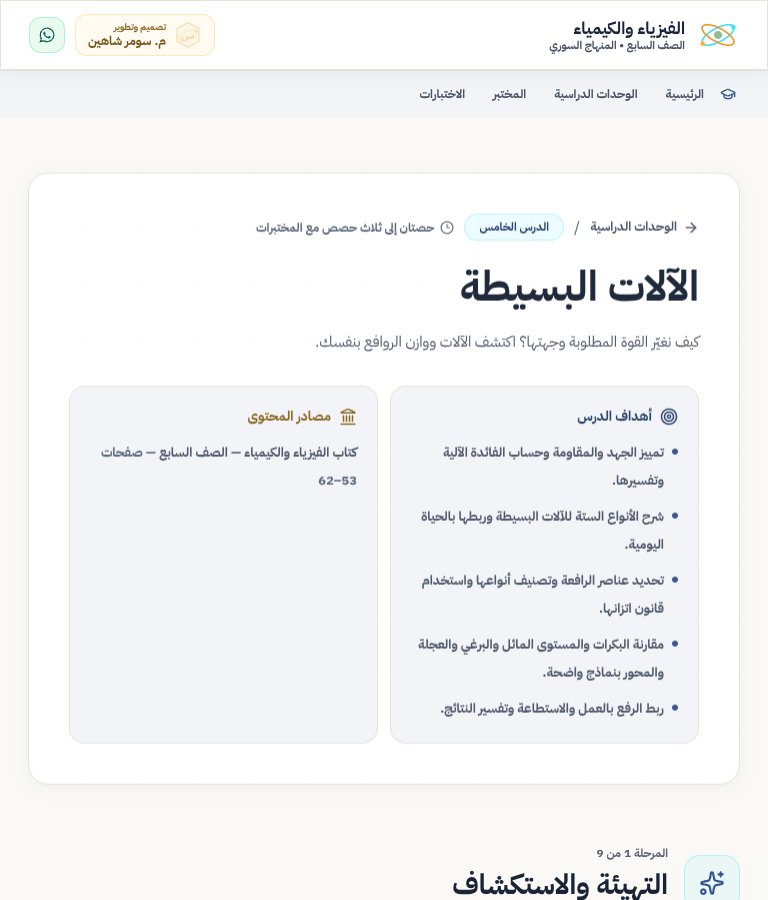 الفيزياء والكيمياء
الصف السابع • المنهاج السوري
تصميم وتطوير
م. سومر شاهين
الرئيسية
الوحدات الدراسية
المختبر
الاختبارات
الوحدات الدراسية / الدرس الخامس حصتان إلى ثلاث حصص مع المختبرات
الآلات البسيطة
كيف نغيّر القوة المطلوبة وجهتها؟ اكتشف الآلات ووازن الروافع بنفسك.
أهداف الدرس
تمييز الجهد والمقاومة وحساب الفائدة الآلية
وتفسيرها.
شرح الأنواع الستة للآلات البسيطة وربطها بالحياة
اليومية.
تحديد عناصر الرافعة وتصنيف أنواعها واستخدام
قانون اتزانها.
مقارنة البكرات والمستوى المائل والبرغي والعجلة
والمحور بنماذج واضحة.
ربط الرفع بالعمل والاستطاعة وتفسير النتائج.
مصادر المحتوى
كتاب الفيزياء والكيمياء — الصف السابع — صفحات
53–62
المرحلة 1 من 9
التهيئة والاستكشاف